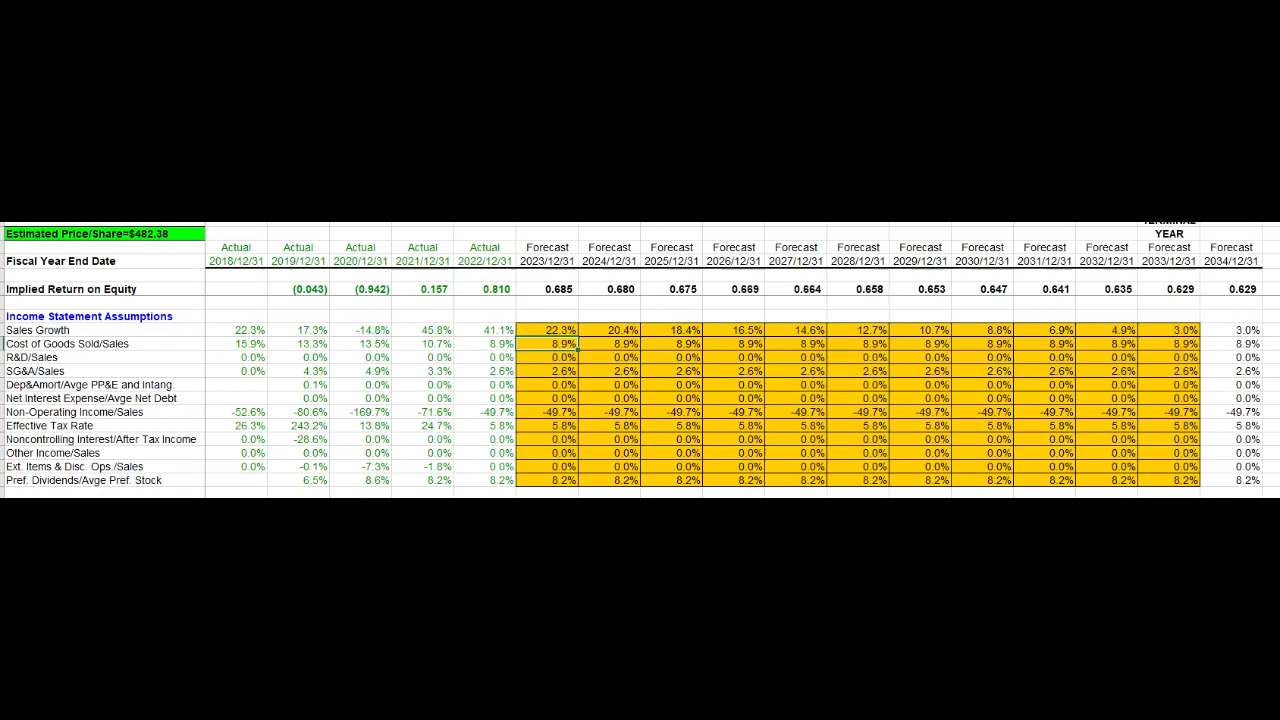 TERMINAL
Estimated Price/Share=$482.38 YEAR
Actual Actual Actual Actual Actual Forecast Forecast Forecast Forecast Forecast Forecast Forecast Forecast Forecast Forecast Forecast Forecast
Fiscal Year End Date 2018/12/31 2019/12/31 2020/12/31 2021/12/31 2022/12/31 2023/12/31 2024/12/31 2025/12/31 2026/12/31 2027/12/31 2028/12/31 2029/12/31 2030/12/31 2031/12/31 2032/12/31 2033/12/31 2034/12/31
Implied Return on Equity (0.043) (0.942) 0.157 0.810 0.685 0.680 0.675 0.669 0.664 0.658 0.653 0.647 0.641 0.635 0.629 0.629
Income Statement Assumptions
Sales Growth 22.3% 17.3% -14.8% 45.8% 41.1% 22.3% 20.4% 18.4% 16.5% 14.6% 12.7% 10.7% 8.8% 6.9% 4.9% 3.0% 3.0%
Cost of Goods Sold/Sales 15.9% 13.3% 13.5% 10.7% 8.9% 8.9% 8.9% 8.9% 8.9% 8.9% 8.9% 8.9% 8.9% 8.9% 8.9% 8.9% 8.9%
R&D/Sales 0.0% 0.0% 0.0% 0.0% 0.0% 0.0% 0.0% 0.0% 0.0% 0.0% 0.0% 0.0% 0.0% 0.0% 0.0% 0.0% 0.0%
SG&A/Sales 0.0% 4.3% 4.9% 3.3% 2.6% 2.6% 2.6% 2.6% 2.6% 2.6% 2.6% 2.6% 2.6% 2.6% 2.6% 2.6% 2.6%
Dep&Amort/Avge PP&E and Intang. 0.1% 0.0% 0.0% 0.0% 0.0% 0.0% 0.0% 0.0% 0.0% 0.0% 0.0% 0.0% 0.0% 0.0% 0.0% 0.0%
Net Interest Expense/Avge Net Debt 0.0% 0.0% 0.0% 0.0% 0.0% 0.0% 0.0% 0.0% 0.0% 0.0% 0.0% 0.0% 0.0% 0.0% 0.0% 0.0%
Non-Operating Income/Sales -52.6% -80.6% -169.7% -71.6% -49.7% -49.7% -49.7% -49.7% -49.7% -49.7% -49.7% -49.7% -49.7% -49.7% -49.7% -49.7% -49.7%
Effective Tax Rate 26.3% 243.2% 13.8% 24.7% 5.8% 5.8% 5.8% 5.8% 5.8% 5.8% 5.8% 5.8% 5.8% 5.8% 5.8% 5.8% 5.8%
Noncontrolling Interest/After Tax Income 0.0% -28.6% 0.0% 0.0% 0.0% 0.0% 0.0% 0.0% 0.0% 0.0% 0.0% 0.0% 0.0% 0.0% 0.0% 0.0% 0.0%
Other Income/Sales 0.0% 0.0% 0.0% 0.0% 0.0% 0.0% 0.0% 0.0% 0.0% 0.0% 0.0% 0.0% 0.0% 0.0% 0.0% 0.0% 0.0%
Ext. Items & Disc. Ops./Sales 0.0% -0.1% -7.3% -1.8% 0.0% 0.0% 0.0% 0.0% 0.0% 0.0% 0.0% 0.0% 0.0% 0.0% 0.0% 0.0% 0.0%
Pref. Dividends/Avge Pref. Stock 6.5% 8.6% 8.2% 8.2% 8.2% 8.2% 8.2% 8.2% 8.2% 8.2% 8.2% 8.2% 8.2% 8.2% 8.2% 8.2%